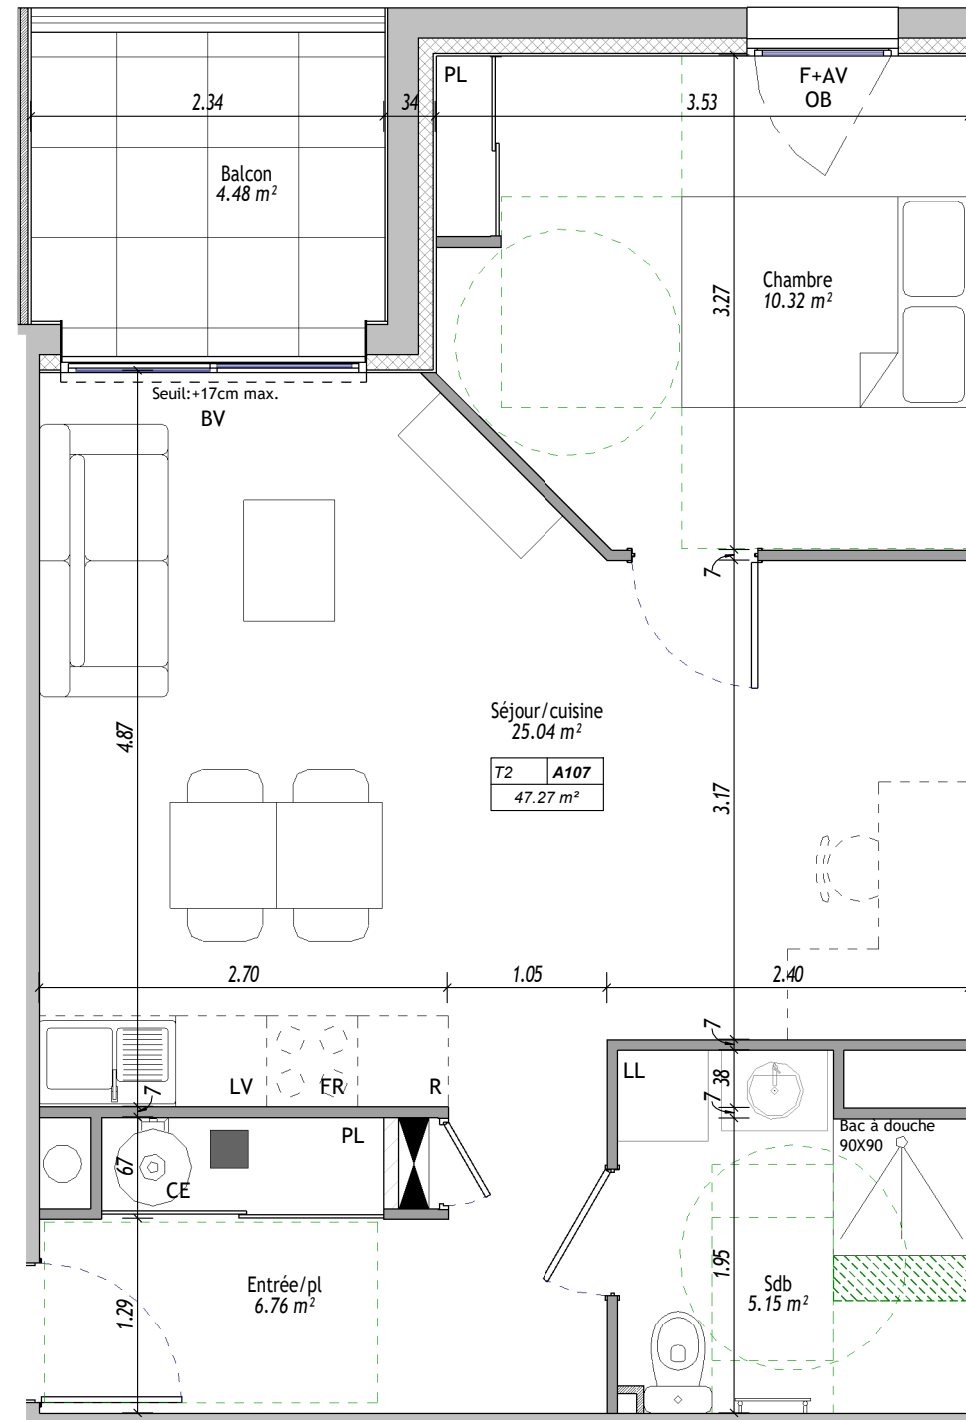 PL
F+AV
OB
2.34
34
3.53
Balcon
4.48 m²
Chambre
10.32 m²
3.27
Seuil:+17cm max.
BV
7
Séjour/cuisine
25.04 m²
T2 A107
47.27 m²
4.87
3.17
2.70
1.05
2.40
7
LV
FR
R
LL
38
7
7
PL
Bac à douche
90X90
67
CE
Entrée/pl
6.76 m²
1.29
1.95
Sdb
5.15 m²